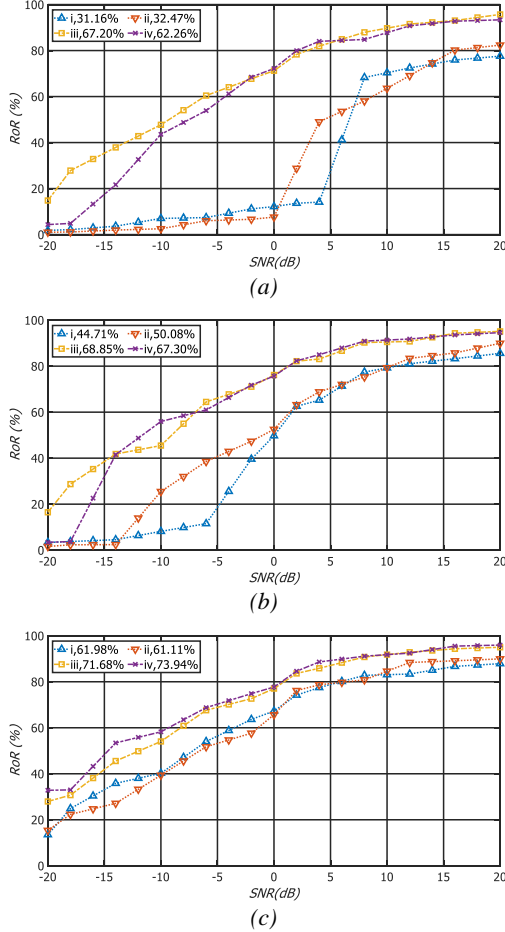 100
80
60
40
20
0
RoR (%)
i,31.16% ii,32.47%
iii,67.20% iv,62.26%
-20 -15 -10 -5 0 5 10 15 20
SNR(dB)
(a)
100
80
60
40
20
0
RoR (%)
i,44.71% ii,50.08%
iii,68.85% iv,67.30%
-20 -15 -10 -5 0 5 10 15 20
SNR(dB)
(b)
100
80
60
40
20
0
RoR (%)
i,61.98% ii,61.11%
iii,71.68% iv,73.94%
-20 -15 -10 -5 0 5 10 15 20
SNR(dB)
(c)